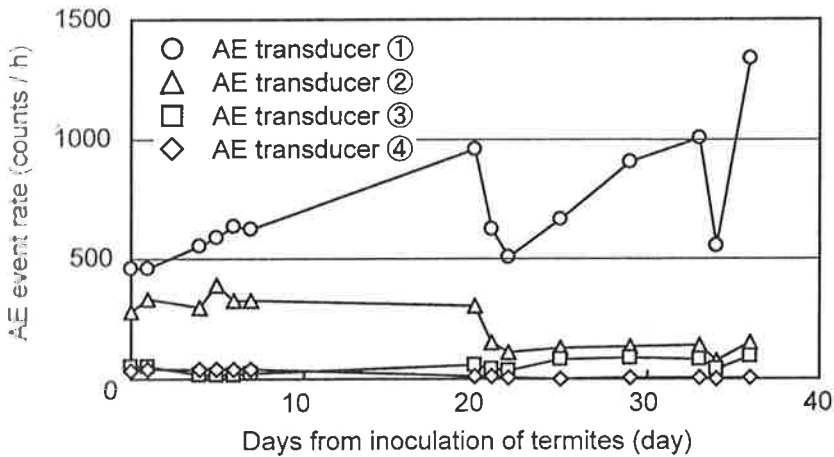 1500
1000
500
0
AE event rate (counts / h)
AE transducer ①
AE transducer ②
AE transducer ③
AE transducer ④
0 10 20 30 40
Days from inoculation of termites (day)